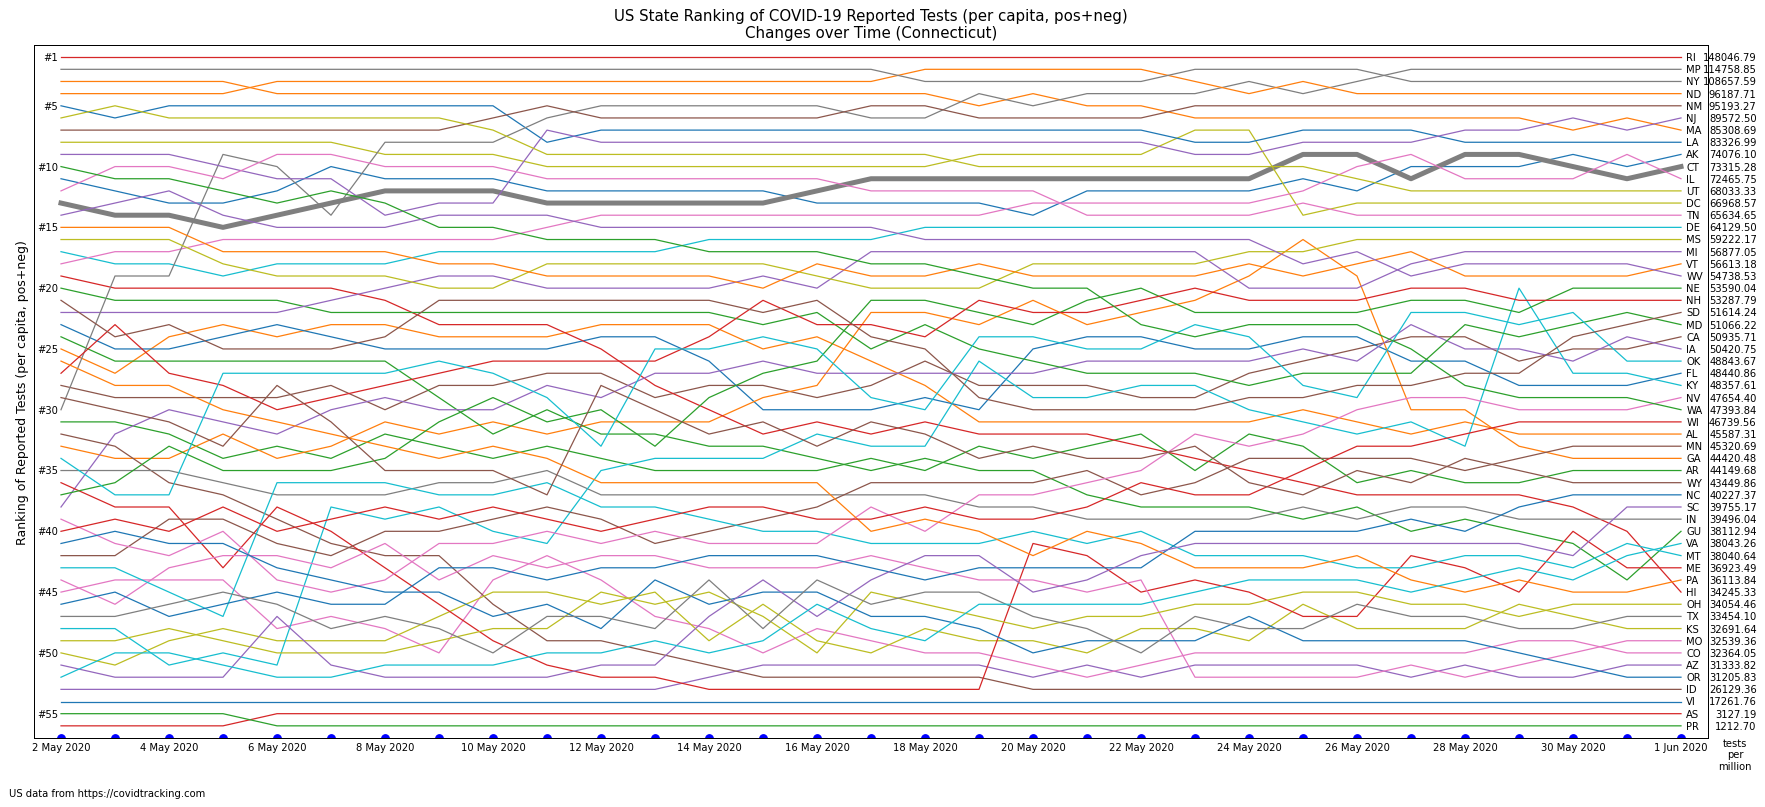 US State Ranking of COVID-19 Reported Tests (per capita, pos+neg)
Changes over Time (Connecticut)
Ranking of Reported Tests (per capita, pos+neg)
#1
#5
#10
#15
#20
#25
#30
#35
#40
#45
#50
#55
RI 148046.79
MP 114758.85
NY 108657.59
ND 96187.71
NM 95193.27
NJ 89572.50
MA 85308.69
LA 83326.99
AK 74076.10
CT 73315.28
IL 72465.75
UT 68033.33
DC 66968.57
TN 65634.65
DE 64129.50
MS 59222.17
MI 56877.05
VT 56613.18
WV 54738.53
NE 53590.04
NH 53287.79
SD 51614.24
MD 51066.22
CA 50935.71
IA 50420.75
OK 48843.67
FL 48440.86
KY 48357.61
NV 47654.40
WA 47393.84
WI 46739.56
AL 45587.31
MN 45320.69
GA 44420.48
AR 44149.68
WY 43449.86
NC 40227.37
SC 39755.17
IN 39496.04
GU 38112.94
VA 38043.26
MT 38040.64
ME 36923.49
PA 36113.84
HI 34245.33
OH 34054.46
TX 33454.10
KS 32691.64
MO 32539.36
CO 32364.05
AZ 31333.82
OR 31205.83
ID 26129.36
VI 17261.76
AS 3127.19
PR 1212.70
2 May 2020 4 May 2020 6 May 2020 8 May 2020 10 May 2020 12 May 2020 14 May 2020 16 May 2020 18 May 2020 20 May 2020 22 May 2020 24 May 2020 26 May 2020 28 May 2020 30 May 2020 1 Jun 2020
tests
per
million
US data from https://covidtracking.com